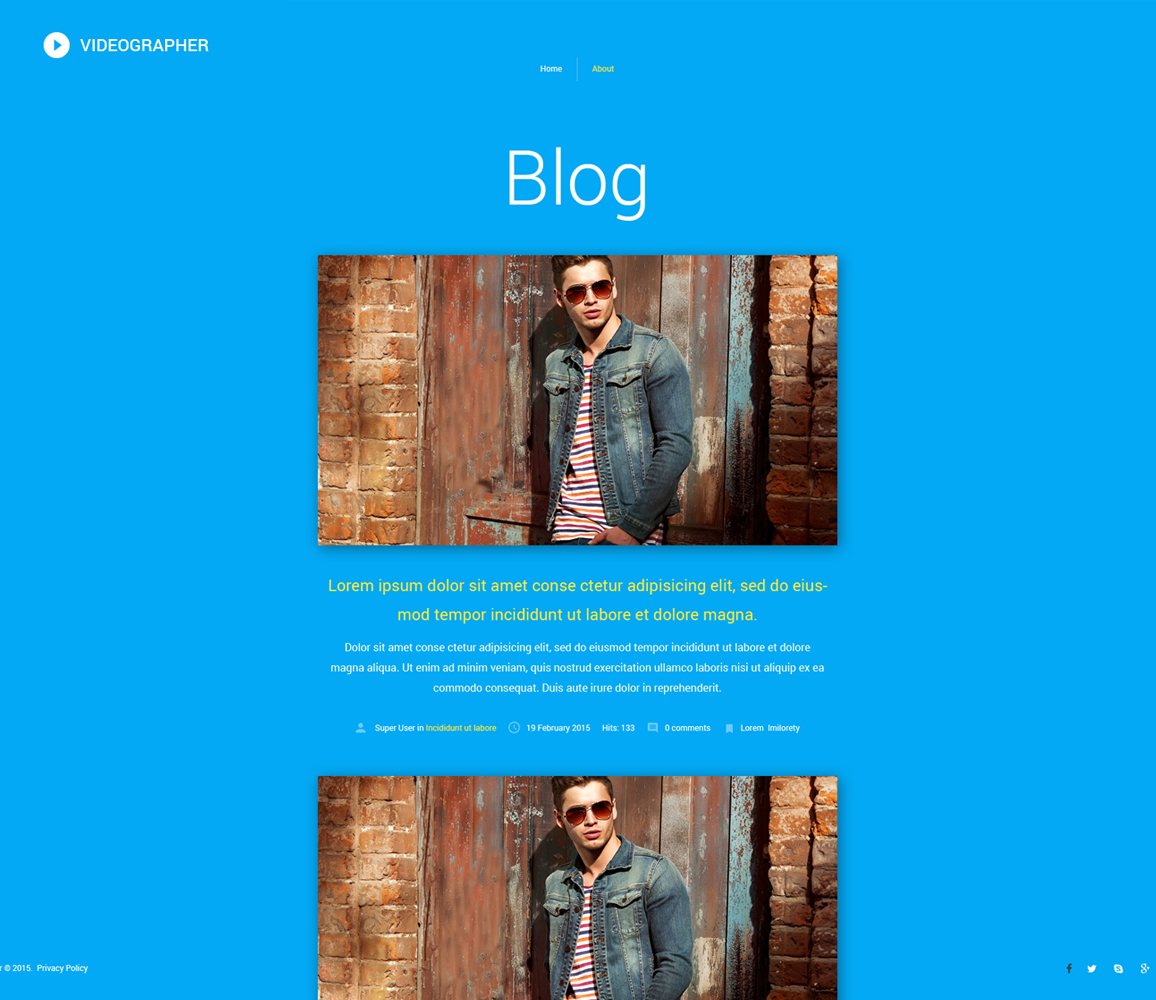 VIDEOGRAPHER
Home
About
Blog
Lorem ipsum dolor sit amet conse ctetur adipisicing elit, sed do eius-
mod tempor incididunt ut labore et dolore magna.
Dolor sit amet conse ctetur adipisicing elit, sed do eiusmod tempor incididunt ut labore et dolore
magna aliqua. Ut enim ad minim veniam, quis nostrud exercitation ullamco laboris nisi ut aliquip ex ea
commodo consequat. Duis aute irure dolor in reprehenderit.
Super User in Incididunt ut labore 19 February 2015 Hits: 133 0 comments Lorem Imilorety
r © 2015. Privacy Policy